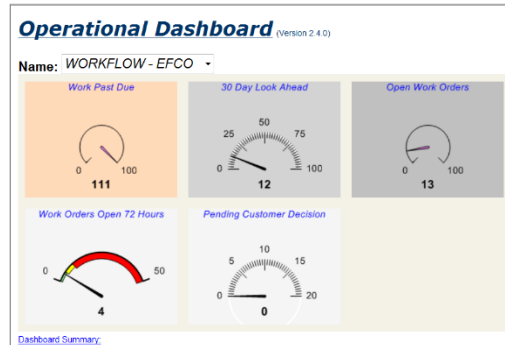 Operational Dashboard (Version 2.4.0)
Name: WORKFLOW - EFCO
Work Past Due
0 100
111
30 Day Look Ahead
0 25 50 75 100
12
Open Work Orders
0 100
13
Work Orders Open 72 Hours
0 50
4
Pending Customer Decision
0 5 10 15 20
0
Dashboard Summary: